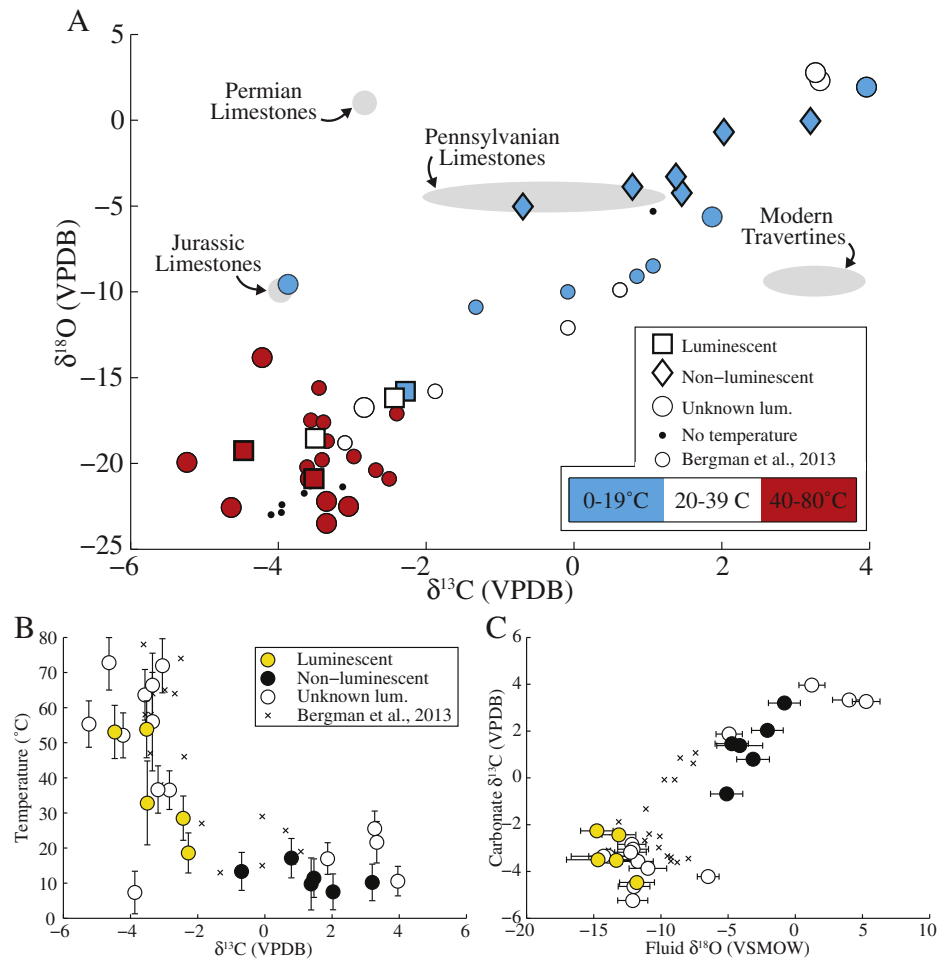 A
5
0
−5
−10
−15
−20
−25
δ¹⁸O (VPDB)
−6
−4
−2
0
2
4
δ¹³C (VPDB)
Permian
Limestones
Pennsylvanian
Limestones
Jurassic
Limestones
Modern
Travertines
Luminescent
Non−luminescent
Unknown lum.
No temperature
Bergman et al., 2013
0-19˚C 20-39 C 40-80˚C
B
80
70
60
50
40
30
20
10
0
Temperature (˚C)
−6 −4 −2 0 2 4 6
δ¹³C (VPDB)
Luminescent
Non−luminescent
Unknown lum.
Bergman et al., 2013
C
6
4
2
0
−2
−4
−6
Carbonate δ¹³C (VPDB)
−20 −15 −10 −5 0 5 10
Fluid δ¹⁸O (VSMOW)